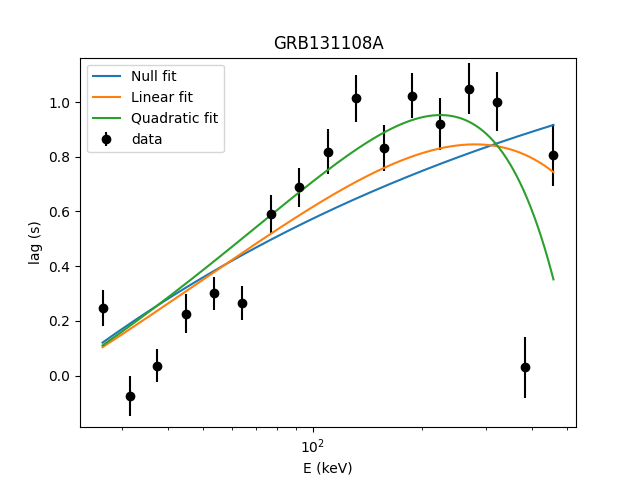 GRB131108A
Null fit
Linear fit
Quadratic fit
data
lag (s)
1.0
0.8
0.6
0.4
0.2
0.0
10²
E (keV)